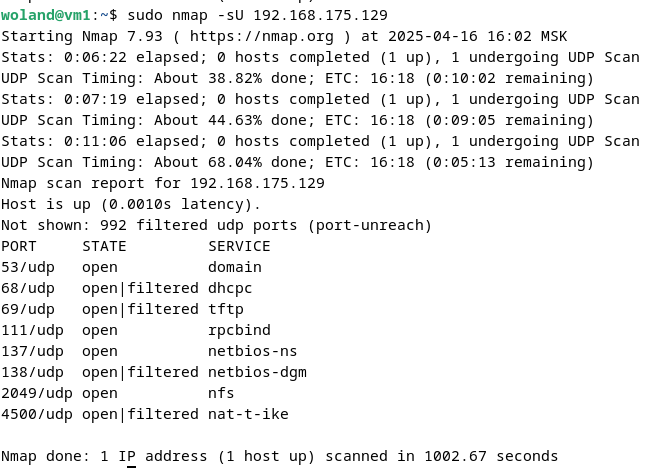 woland@vm1:~$ sudo nmap -sU 192.168.175.129
Starting Nmap 7.93 ( https://nmap.org ) at 2025-04-16 16:02 MSK
Stats: 0:06:22 elapsed; 0 hosts completed (1 up), 1 undergoing UDP Scan
UDP Scan Timing: About 38.82% done; ETC: 16:18 (0:10:02 remaining)
Stats: 0:07:19 elapsed; 0 hosts completed (1 up), 1 undergoing UDP Scan
UDP Scan Timing: About 44.63% done; ETC: 16:18 (0:09:05 remaining)
Stats: 0:11:06 elapsed; 0 hosts completed (1 up), 1 undergoing UDP Scan
UDP Scan Timing: About 68.04% done; ETC: 16:18 (0:05:13 remaining)
Nmap scan report for 192.168.175.129
Host is up (0.0010s latency).
Not shown: 992 filtered udp ports (port-unreach)
PORT     STATE         SERVICE
53/udp   open          domain
68/udp   open|filtered dhcpc
69/udp   open|filtered tftp
111/udp  open          rpcbind
137/udp  open          netbios-ns
138/udp  open|filtered netbios-dgm
2049/udp open          nfs
4500/udp open|filtered nat-t-ike
Nmap done: 1 IP address (1 host up) scanned in 1002.67 seconds